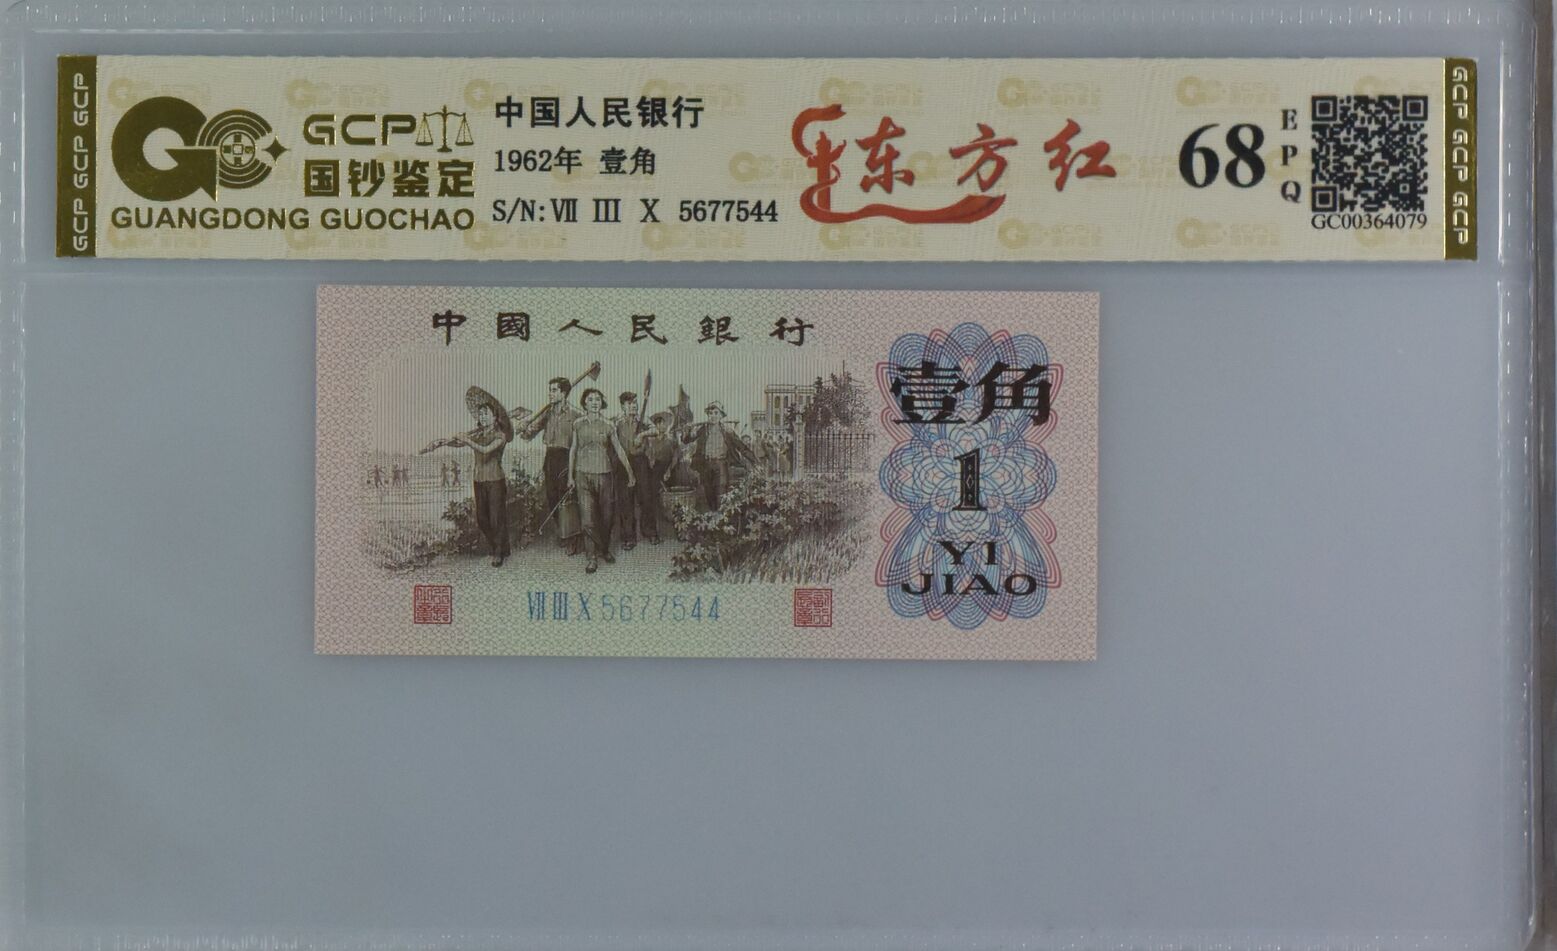 GCP GCP GCP
GCP
国钞鉴定
GUANGDONG GUOCHAO
中国人民银行
1962年 壹角
S/N: Ⅶ Ⅲ Ⅹ 5677544
东方红
68
EPQ
GC00364079
GCP GCP GCP
中國人民銀行
壹角
1
YI
JIAO
Ⅶ Ⅲ Ⅹ 5677544